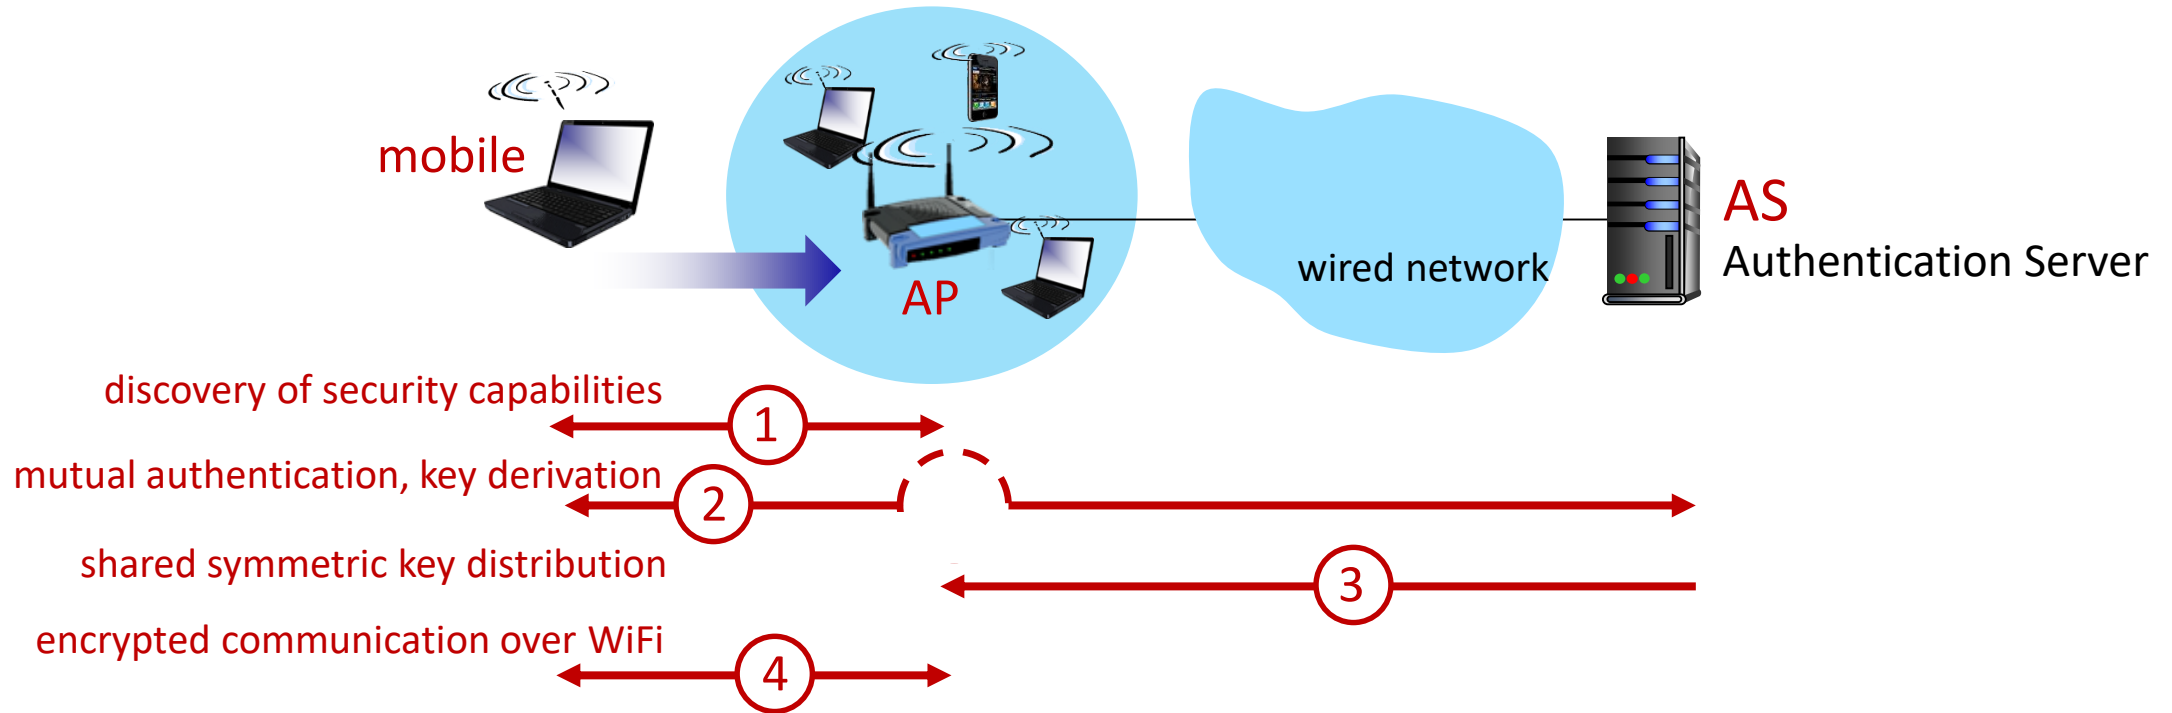 mobile
AP
wired network
AS
Authentication Server
discovery of security capabilities
1
mutual authentication, key derivation
2
shared symmetric key distribution
3
encrypted communication over WiFi
4